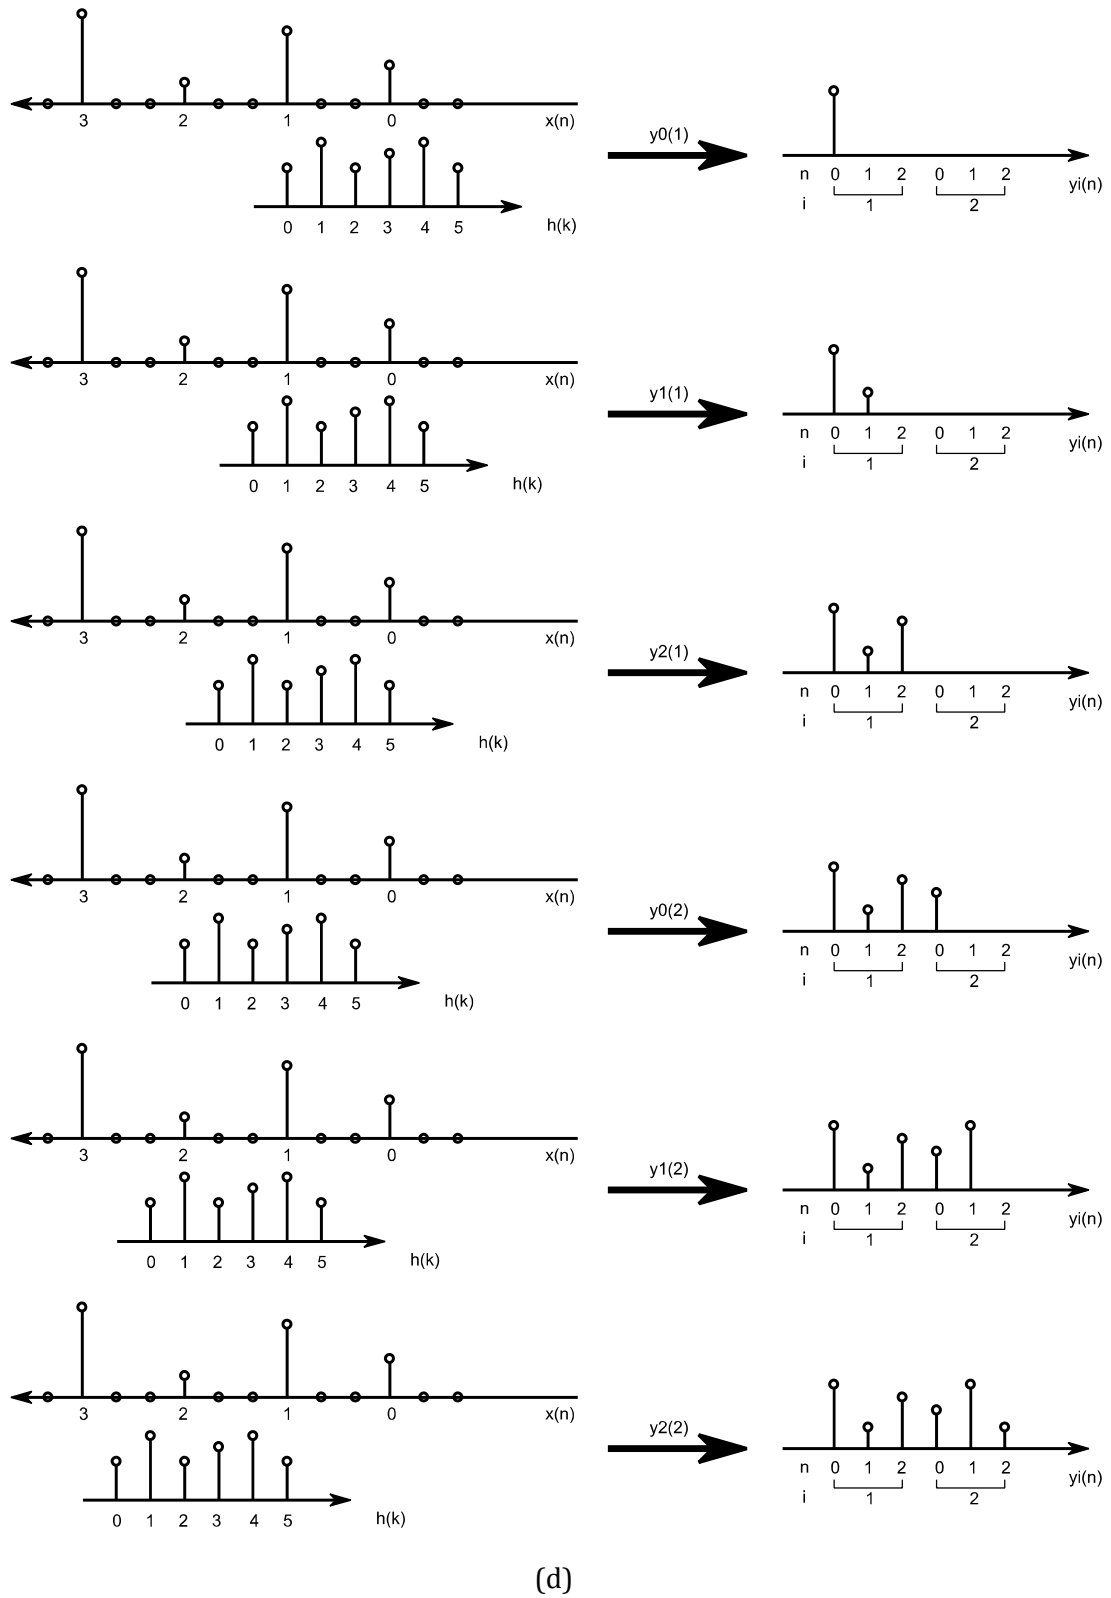 3 2 1 0 x(n)
y0(1)
0 1 2 3 4 5 h(k)
n 0 1 2 0 1 2 yi(n)
i 1 2
3 2 1 0 x(n)
y1(1)
0 1 2 3 4 5 h(k)
n 0 1 2 0 1 2 yi(n)
i 1 2
3 2 1 0 x(n)
y2(1)
0 1 2 3 4 5 h(k)
n 0 1 2 0 1 2 yi(n)
i 1 2
3 2 1 0 x(n)
y0(2)
0 1 2 3 4 5 h(k)
n 0 1 2 0 1 2 yi(n)
i 1 2
3 2 1 0 x(n)
y1(2)
0 1 2 3 4 5 h(k)
n 0 1 2 0 1 2 yi(n)
i 1 2
3 2 1 0 x(n)
y2(2)
0 1 2 3 4 5 h(k)
n 0 1 2 0 1 2 yi(n)
i 1 2
(d)